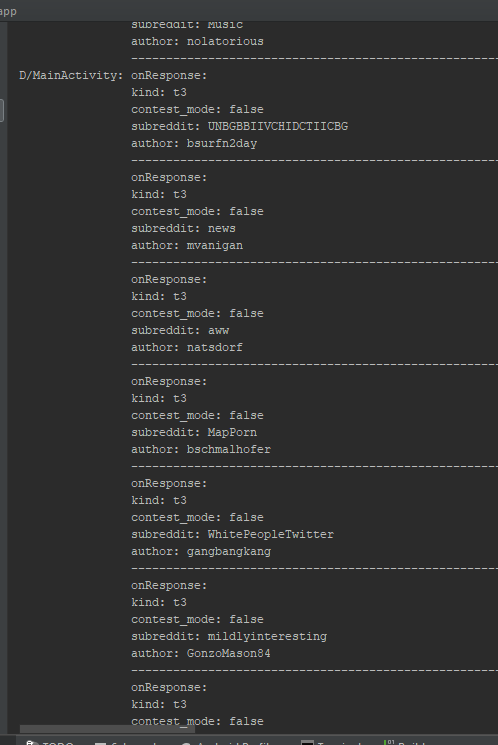 app
subreddit: Music
author: nolatorious
----------------------------------------------------
D/MainActivity: onResponse:
kind: t3
contest_mode: false
subreddit: UNBGBBIIVCHIDCTIICBG
author: bsurfn2day
----------------------------------------------------
onResponse:
kind: t3
contest_mode: false
subreddit: news
author: mvanigan
----------------------------------------------------
onResponse:
kind: t3
contest_mode: false
subreddit: aww
author: natsdorf
----------------------------------------------------
onResponse:
kind: t3
contest_mode: false
subreddit: MapPorn
author: bschmalhofer
----------------------------------------------------
onResponse:
kind: t3
contest_mode: false
subreddit: WhitePeopleTwitter
author: gangbangkang
----------------------------------------------------
onResponse:
kind: t3
contest_mode: false
subreddit: mildlyinteresting
author: GonzoMason84
----------------------------------------------------
onResponse:
kind: t3
contest_mode: false